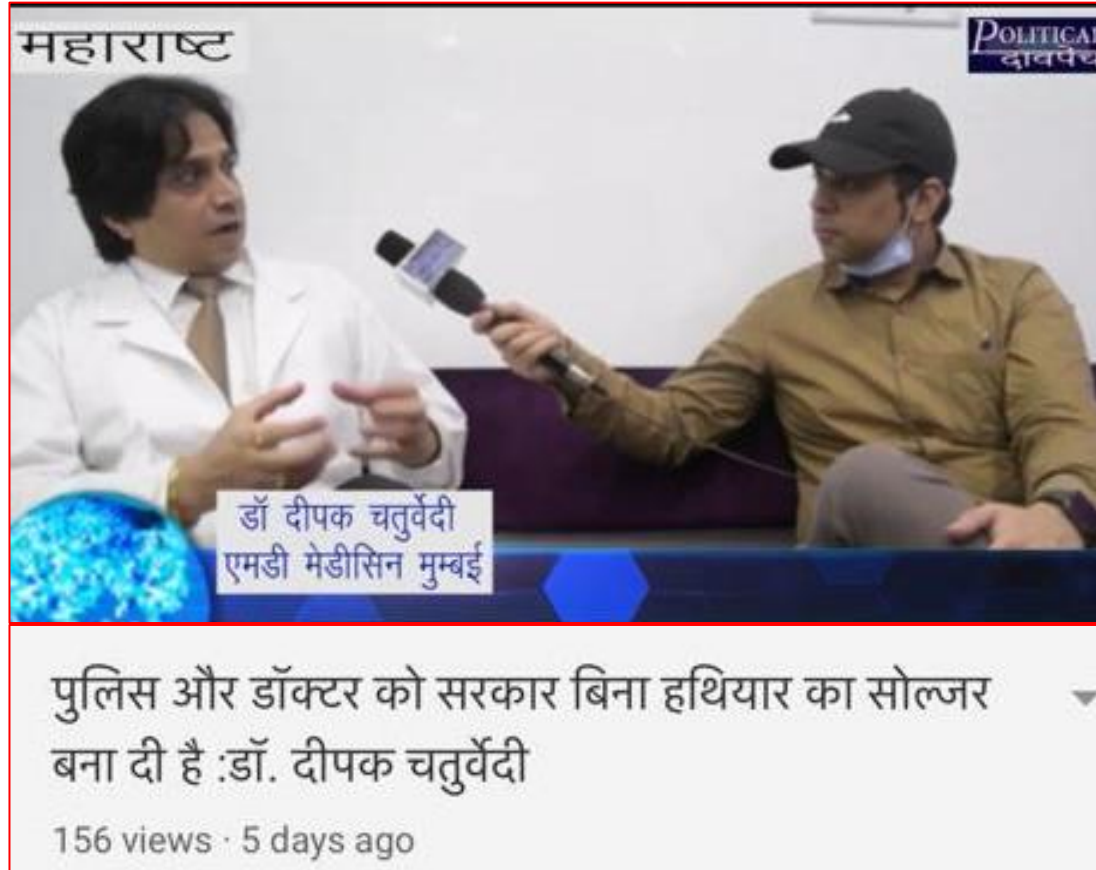 महाराष्ट
POLITICAL
दावपेच
डॉ दीपक चतुर्वेदी
एमडी मेडीसिन मुम्बई
पुलिस और डॉक्टर को सरकार बिना हथियार का सोल्जर
बना दी है :डॉ. दीपक चतुर्वेदी
156 views · 5 days ago